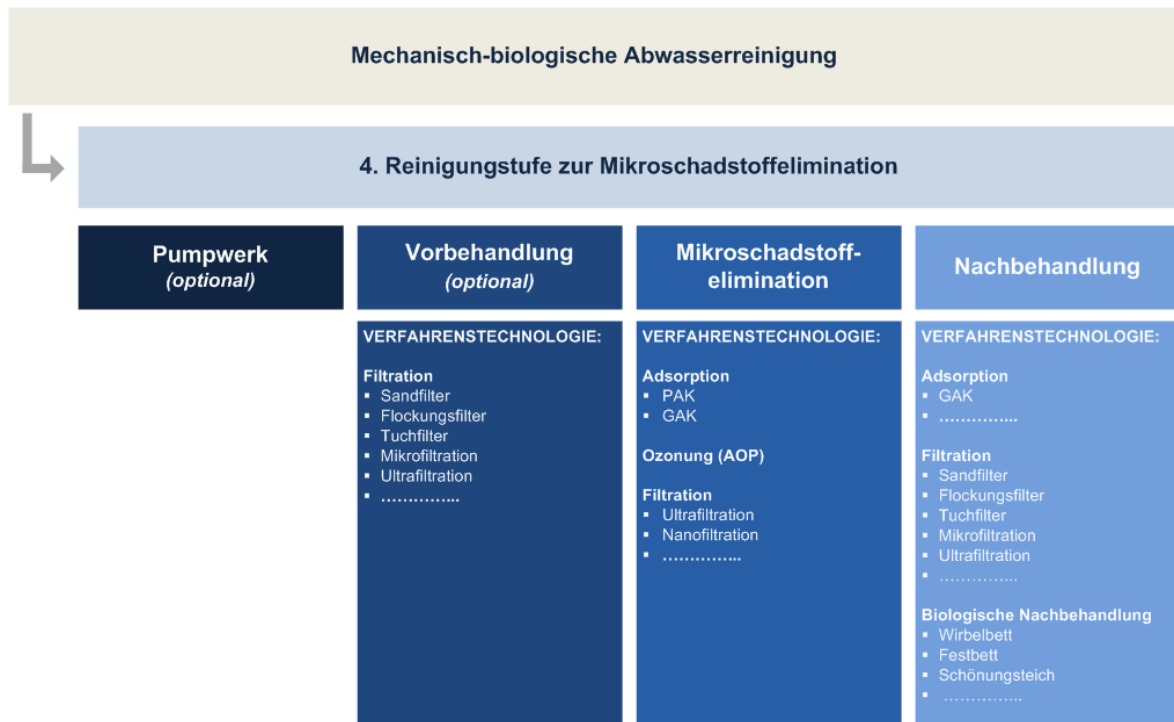 Mechanisch-biologische Abwasserreinigung
4. Reinigungstufe zur Mikroschadstoffelimination
Pumpwerk
(optional)
Vorbehandlung
(optional)
Mikroschadstoff-
elimination
Nachbehandlung
VERFAHRENSTECHNOLOGIE:
Filtration
▪ Sandfilter
▪ Flockungsfilter
▪ Tuchfilter
▪ Mikrofiltration
▪ Ultrafiltration
▪ …………...
VERFAHRENSTECHNOLOGIE:
Adsorption
▪ PAK
▪ GAK
Ozonung (AOP)
Filtration
▪ Ultrafiltration
▪ Nanofiltration
▪ …………...
VERFAHRENSTECHNOLOGIE:
Adsorption
▪ GAK
▪ …………...
Filtration
▪ Sandfilter
▪ Flockungsfilter
▪ Tuchfilter
▪ Mikrofiltration
▪ Ultrafiltration
▪ …………...
Biologische Nachbehandlung
▪ Wirbelbett
▪ Festbett
▪ Schönungsteich
▪ …………...